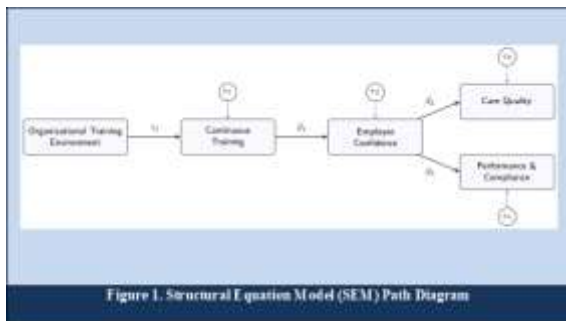 Organizational Training
Environment
Continuous
Training
Employee
Confidence
Care Quality
Performance &
Compliance
Figure 1. Structural Equation Model (SEM) Path Diagram